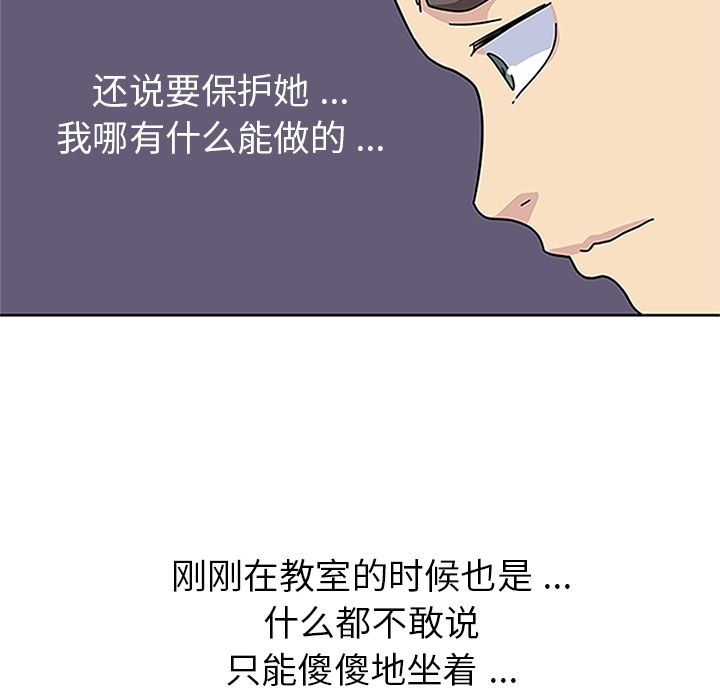 还说要保护她 ...
我哪有什么能做的 ...
刚刚在教室的时候也是 ...
什么都不敢说
只能傻傻地坐着 ...